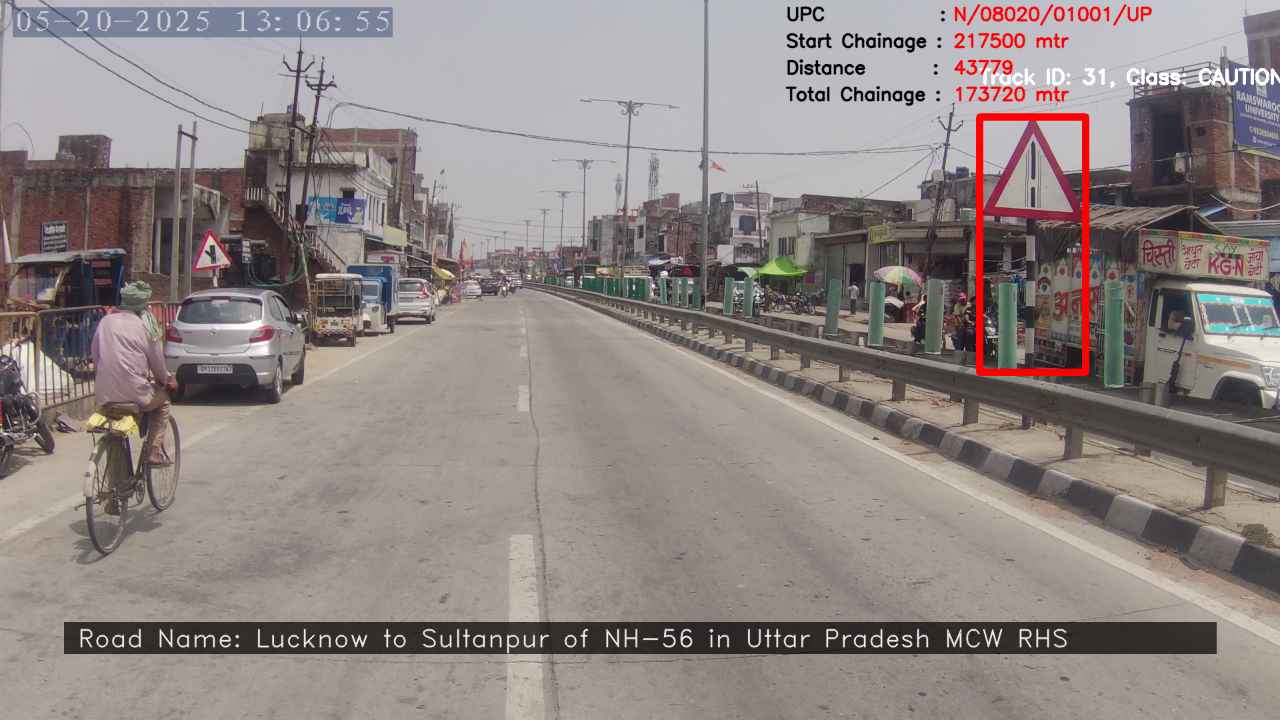 05-20-2025 13:06:55
UPC : N/08020/01001/UP
Start Chainage : 217500 mtr
Distance : 43779
Track ID: 31, Class: CAUTION
Total Chainage : 173720 mtr
RAMSWAROOP
UNIVERSITY
चिस्ती
K·G·N
Road Name: Lucknow to Sultanpur of NH-56 in Uttar Pradesh MCW RHS